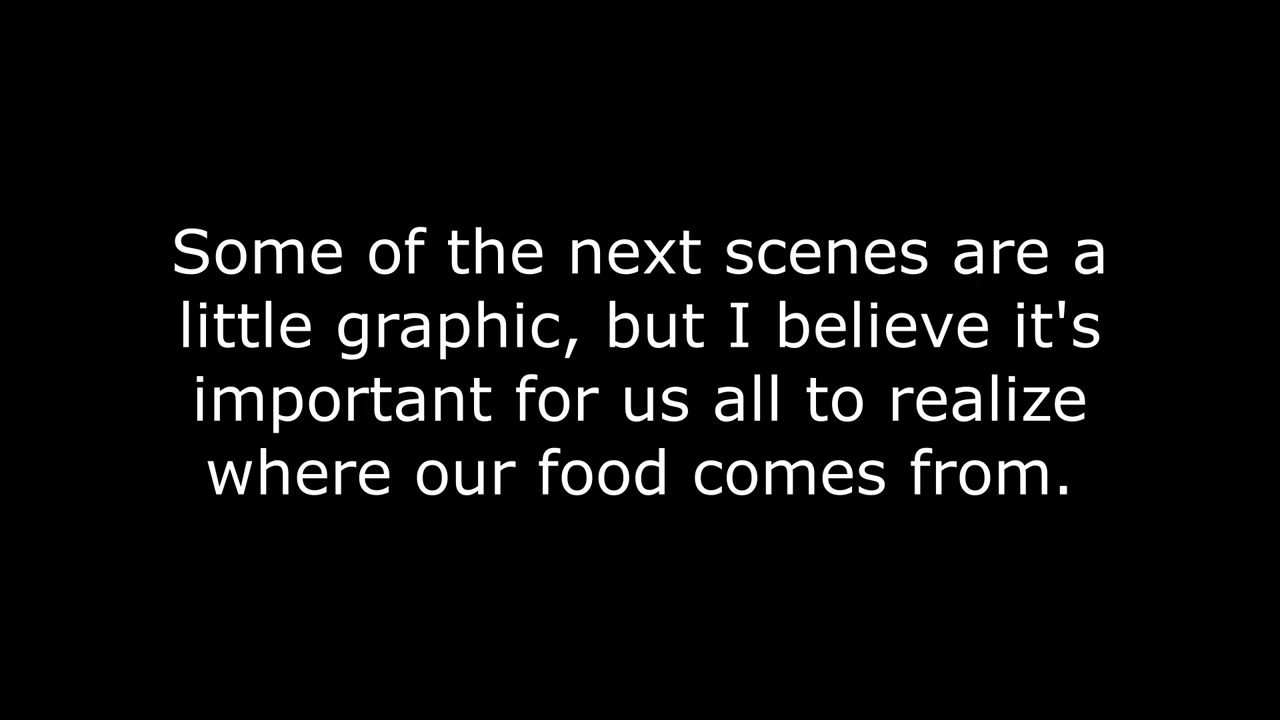 Some of the next scenes are a
little graphic, but I believe it's
important for us all to realize
where our food comes from.